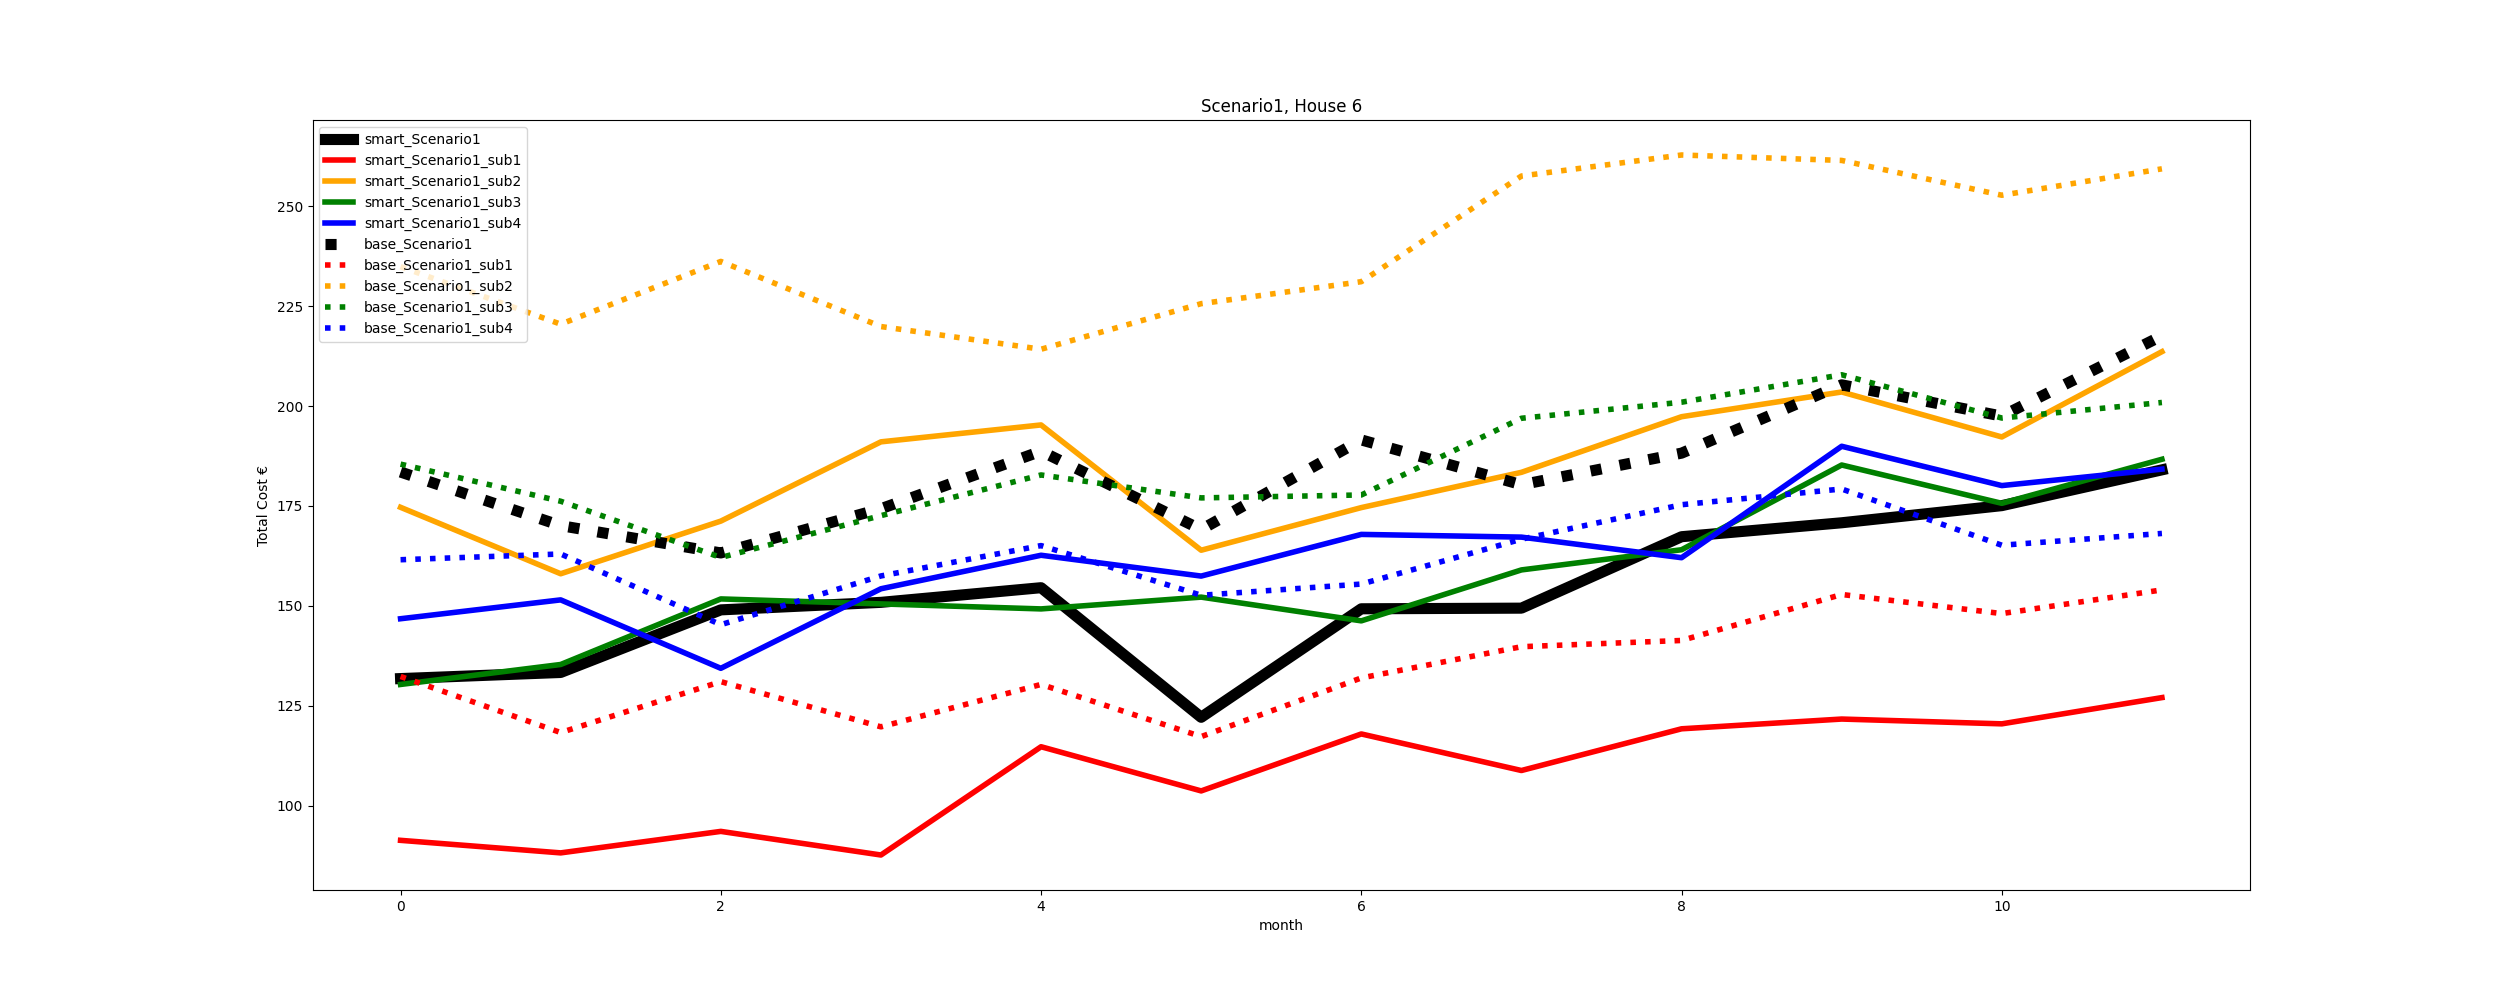 Scenario1, House 6
smart_Scenario1
smart_Scenario1_sub1
smart_Scenario1_sub2
smart_Scenario1_sub3
smart_Scenario1_sub4
base_Scenario1
base_Scenario1_sub1
base_Scenario1_sub2
base_Scenario1_sub3
base_Scenario1_sub4
Total Cost €
250
225
200
175
150
125
100
0 2 4 6 8 10
month